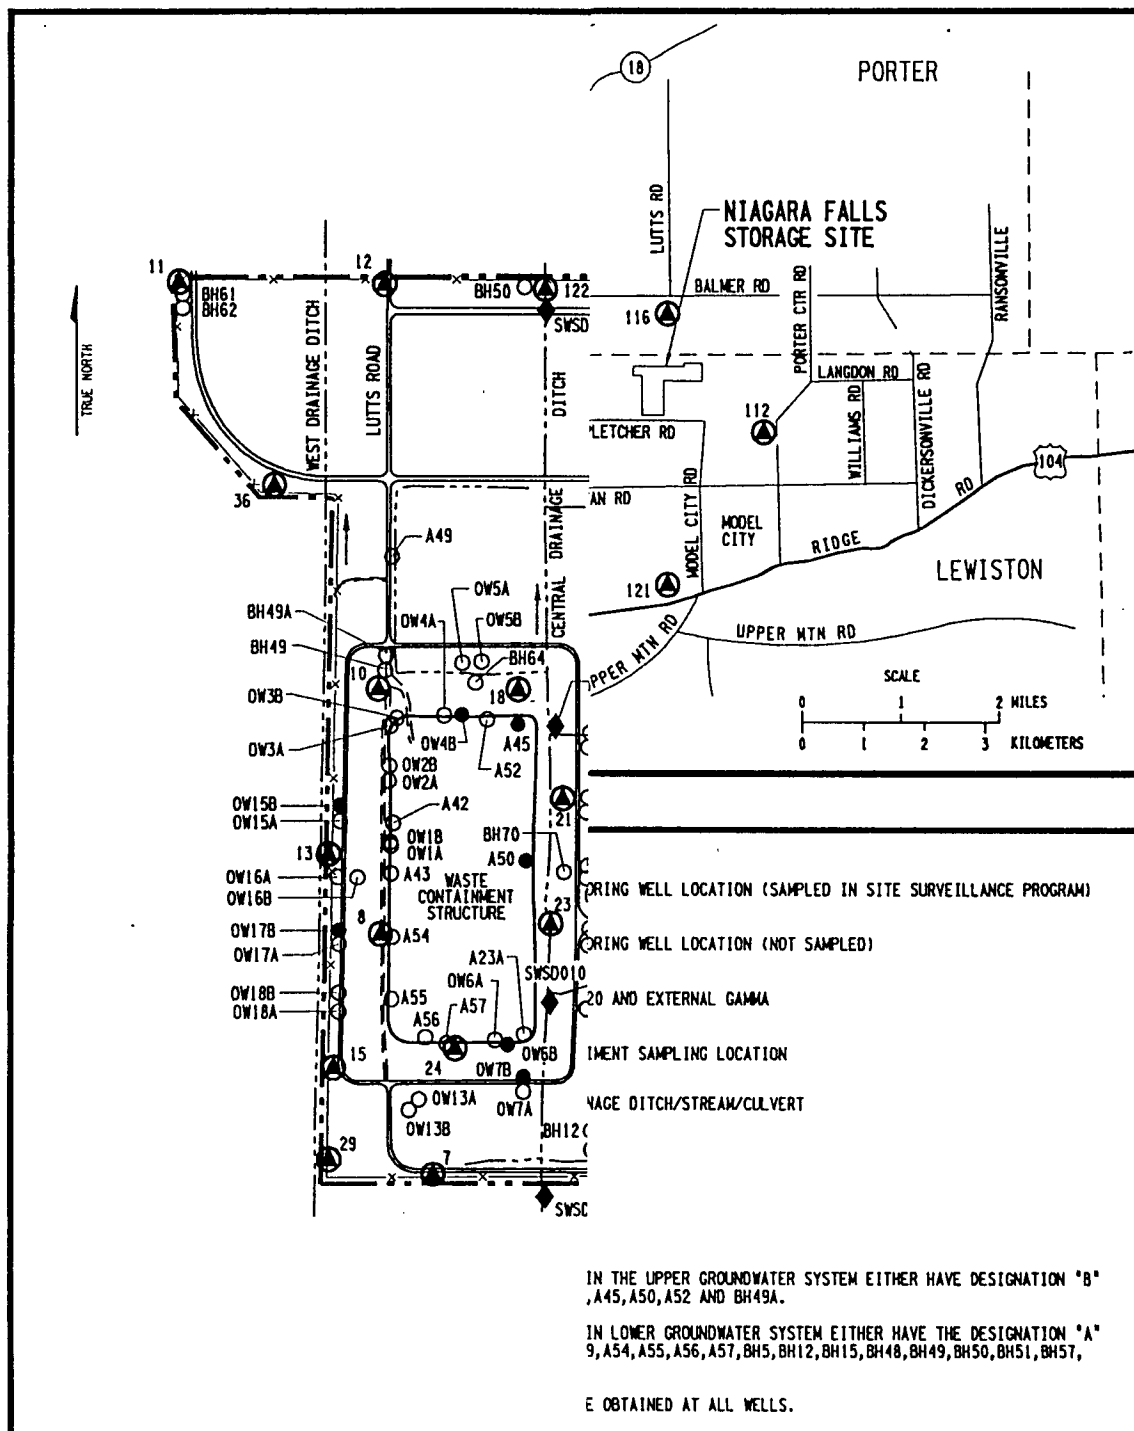 18
PORTER
LUTTS RD
NIAGARA FALLS
STORAGE SITE
PORTER CTR RD
RANSONVILLE
BALMER RD
116
LANGDON RD
WILLIAMS RD
DICKERSONVILLE RD
112
PLETCHER RD
104
AN RD
MODEL CITY RD
MODEL
CITY
RIDGE RD
LEWISTON
121
UPPER MTN RD
UPPER MTN RD
SCALE
0 1 2 MILES
0 1 2 3 KILOMETERS
TRUE NORTH
11
12
BH61
BH62
BH50
122
SWSD
WEST DRAINAGE DITCH
LUTTS ROAD
CENTRAL DRAINAGE DITCH
36
A49
OW5A
OW4A
OW5B
BH49A
BH49
BH64
10
18
OW3B
OW3A
OW4B
A45
A52
OW2B
OW2A
OW15B
OW15A
A42
21
OW1B
OW1A
BH70
13
A50
OW16A
A43
OW16B
WASTE
CONTAINMENT
STRUCTURE
8
23
OW17B
OW17A
A54
A23A
OW6A
SWSD010
OW18B
OW18A
A55
A57
A56
15
24
OW6B
OW7B
OW13A
OW7A
OW13B
BH12
29
7
SWSD
ORING WELL LOCATION (SAMPLED IN SITE SURVEILLANCE PROGRAM)
ORING WELL LOCATION (NOT SAMPLED)
20 AND EXTERNAL GAMMA
IMENT SAMPLING LOCATION
NAGE DITCH/STREAM/CULVERT
IN THE UPPER GROUNDWATER SYSTEM EITHER HAVE DESIGNATION "B"
,A45,A50,A52 AND BH49A.
IN LOWER GROUNDWATER SYSTEM EITHER HAVE THE DESIGNATION "A"
9,A54,A55,A56,A57,BH5,BH12,BH15,BH48,BH49,BH50,BH51,BH57,
E OBTAINED AT ALL WELLS.